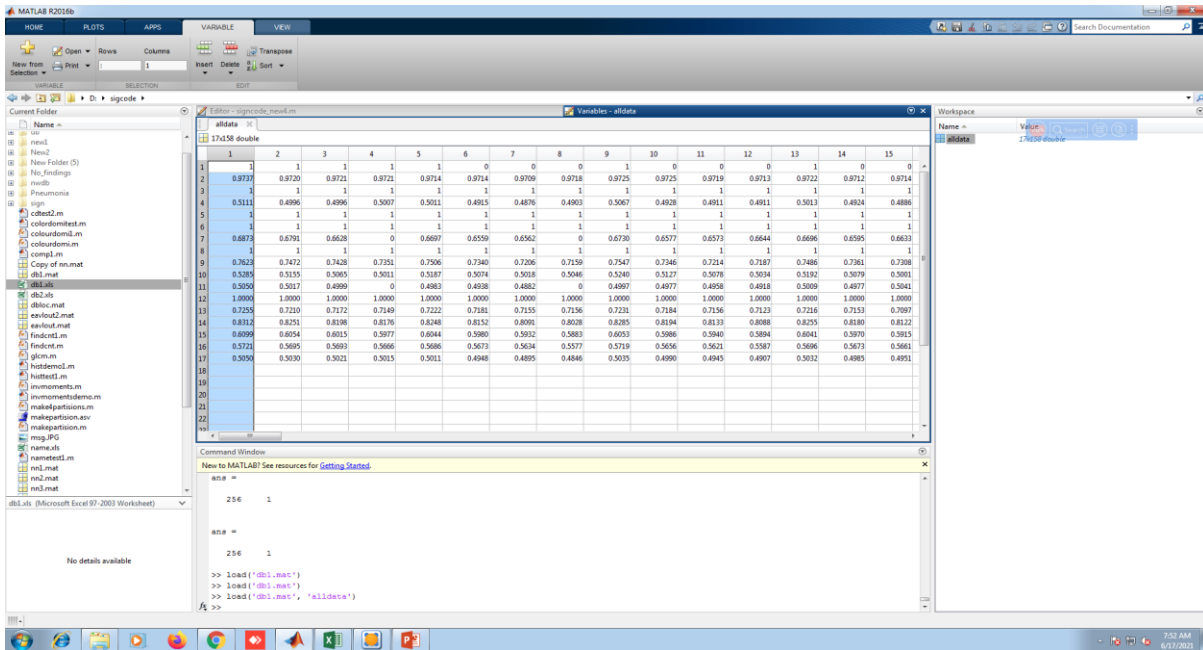 MATLAB R2016b
HOME PLOTS APPS VARIABLE VIEW
Search Documentation
New from Selection Open Print Rows Columns 1 1 Insert Delete Transpose Sort
VARIABLE SELECTION EDIT
D: sigcode
Current Folder
Name
db
new1
New2
New Folder (5)
No_findings
nwdb
Pneumonia
sign
cdtest2.m
colordomitest.m
colourdomi1.m
colourdomi.m
comp1.m
Copy of nn.mat
db1.mat
db1.xls
db2.xls
dbloc.mat
eavlout2.mat
eavlout.mat
findcnt1.m
findcnt.m
glcm.m
histdemo1.m
histtest1.m
invmoments.m
invmomentsdemo.m
make4partisions.m
makepartision.asv
makepartision.m
msg.JPG
name.xls
nametest1.m
nn1.mat
nn2.mat
nn3.mat
db1.xls (Microsoft Excel 97-2003 Worksheet)
No details available
Editor - signcode_new4.m
Variables - alldata
alldata
17x158 double
1 2 3 4 5 6 7 8 9 10 11 12 13 14 15
1 1 1 1 1 1 0 0 0 1 0 0 0 1 0 0
2 0.9737 0.9720 0.9721 0.9721 0.9714 0.9714 0.9709 0.9718 0.9725 0.9725 0.9719 0.9713 0.9722 0.9712 0.9714
3 1 1 1 1 1 1 1 1 1 1 1 1 1 1 1
4 0.5111 0.4996 0.4996 0.5007 0.5011 0.4915 0.4876 0.4903 0.5067 0.4928 0.4911 0.4911 0.5013 0.4924 0.4886
5 1 1 1 1 1 1 1 1 1 1 1 1 1 1 1
6 1 1 1 1 1 1 1 1 1 1 1 1 1 1 1
7 0.6873 0.6791 0.6628 0 0.6697 0.6559 0.6562 0 0.6730 0.6577 0.6573 0.6644 0.6696 0.6595 0.6633
8 1 1 1 1 1 1 1 1 1 1 1 1 1 1 1
9 0.7623 0.7472 0.7428 0.7351 0.7506 0.7340 0.7206 0.7159 0.7547 0.7346 0.7214 0.7187 0.7486 0.7361 0.7308
10 0.5285 0.5155 0.5065 0.5011 0.5187 0.5074 0.5018 0.5046 0.5240 0.5127 0.5078 0.5034 0.5192 0.5079 0.5001
11 0.5050 0.5017 0.4999 0 0.4983 0.4938 0.4882 0 0.4997 0.4977 0.4958 0.4918 0.5009 0.4977 0.5041
12 1.0000 1.0000 1.0000 1.0000 1.0000 1.0000 1.0000 1.0000 1.0000 1.0000 1.0000 1.0000 1.0000 1.0000 1.0000
13 0.7255 0.7210 0.7172 0.7149 0.7222 0.7181 0.7155 0.7156 0.7231 0.7184 0.7156 0.7123 0.7216 0.7153 0.7097
14 0.8312 0.8251 0.8198 0.8176 0.8248 0.8152 0.8091 0.8028 0.8285 0.8194 0.8133 0.8088 0.8255 0.8180 0.8122
15 0.6099 0.6054 0.6015 0.5977 0.6044 0.5980 0.5932 0.5883 0.6053 0.5986 0.5940 0.5894 0.6041 0.5970 0.5915
16 0.5721 0.5695 0.5693 0.5666 0.5686 0.5673 0.5634 0.5577 0.5719 0.5656 0.5621 0.5587 0.5696 0.5673 0.5661
17 0.5050 0.5030 0.5021 0.5015 0.5011 0.4948 0.4895 0.4846 0.5035 0.4990 0.4945 0.4907 0.5032 0.4985 0.4951
18
19
20
21
22
Command Window
New to MATLAB? See resources for Getting Started.
ans =
256 1
ans =
256 1
>> load('db1.mat')
>> load('db1.mat')
>> load('db1.mat', 'alldata')
fx >>
Workspace
Name Value
alldata 17x158 double
Search
7:52 AM
6/17/2021